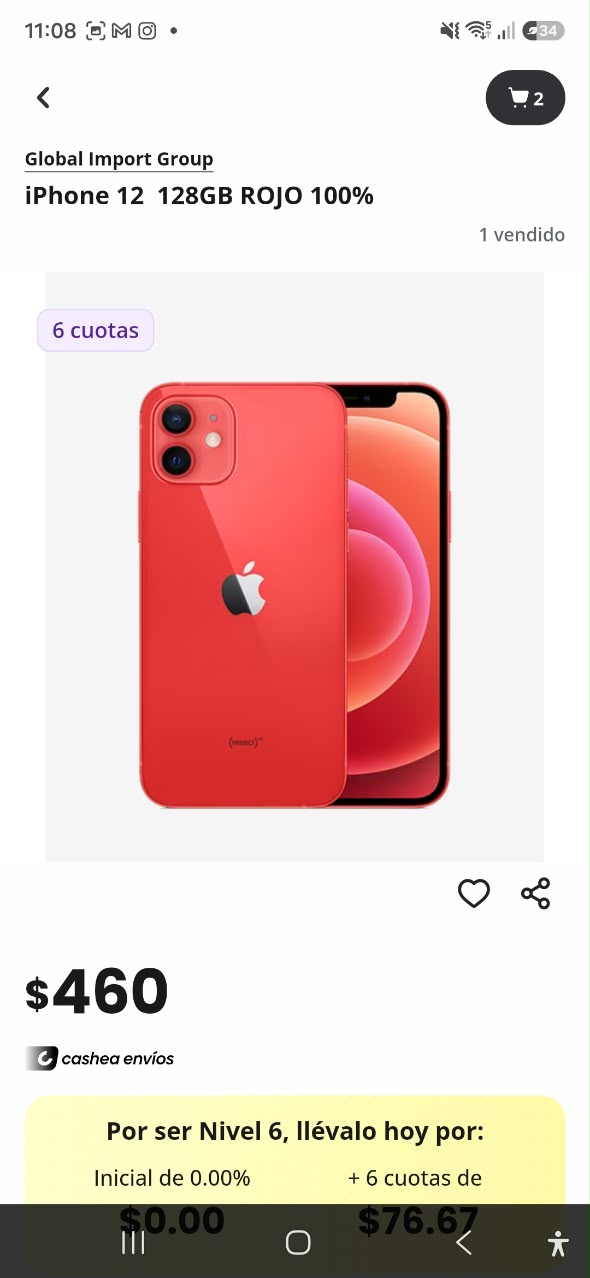 11:08
5
34
2
Global Import Group
iPhone 12 128GB ROJO 100%
1 vendido
6 cuotas
$460
cashea envíos
Por ser Nivel 6, llévalo hoy por:
Inicial de 0.00% + 6 cuotas de
$0.00 $76.67